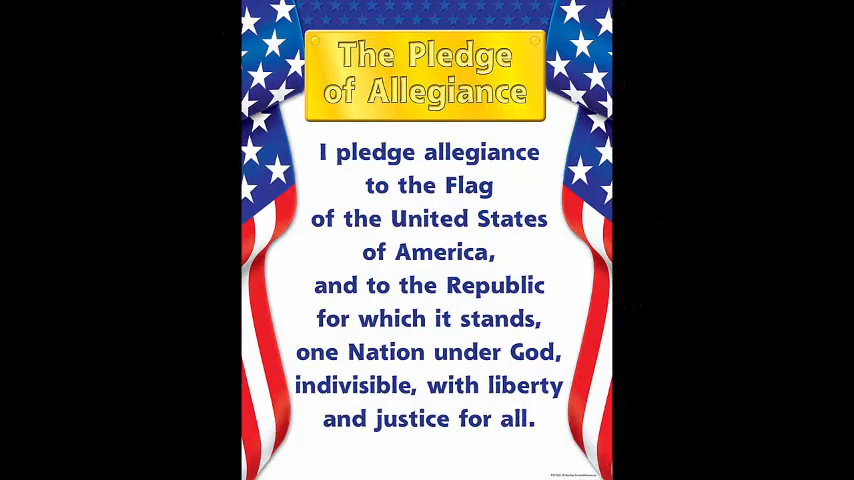 The Pledge
of Allegiance
I pledge allegiance
to the Flag
of the United States
of America,
and to the Republic
for which it stands,
one Nation under God,
indivisible, with liberty
and justice for all.